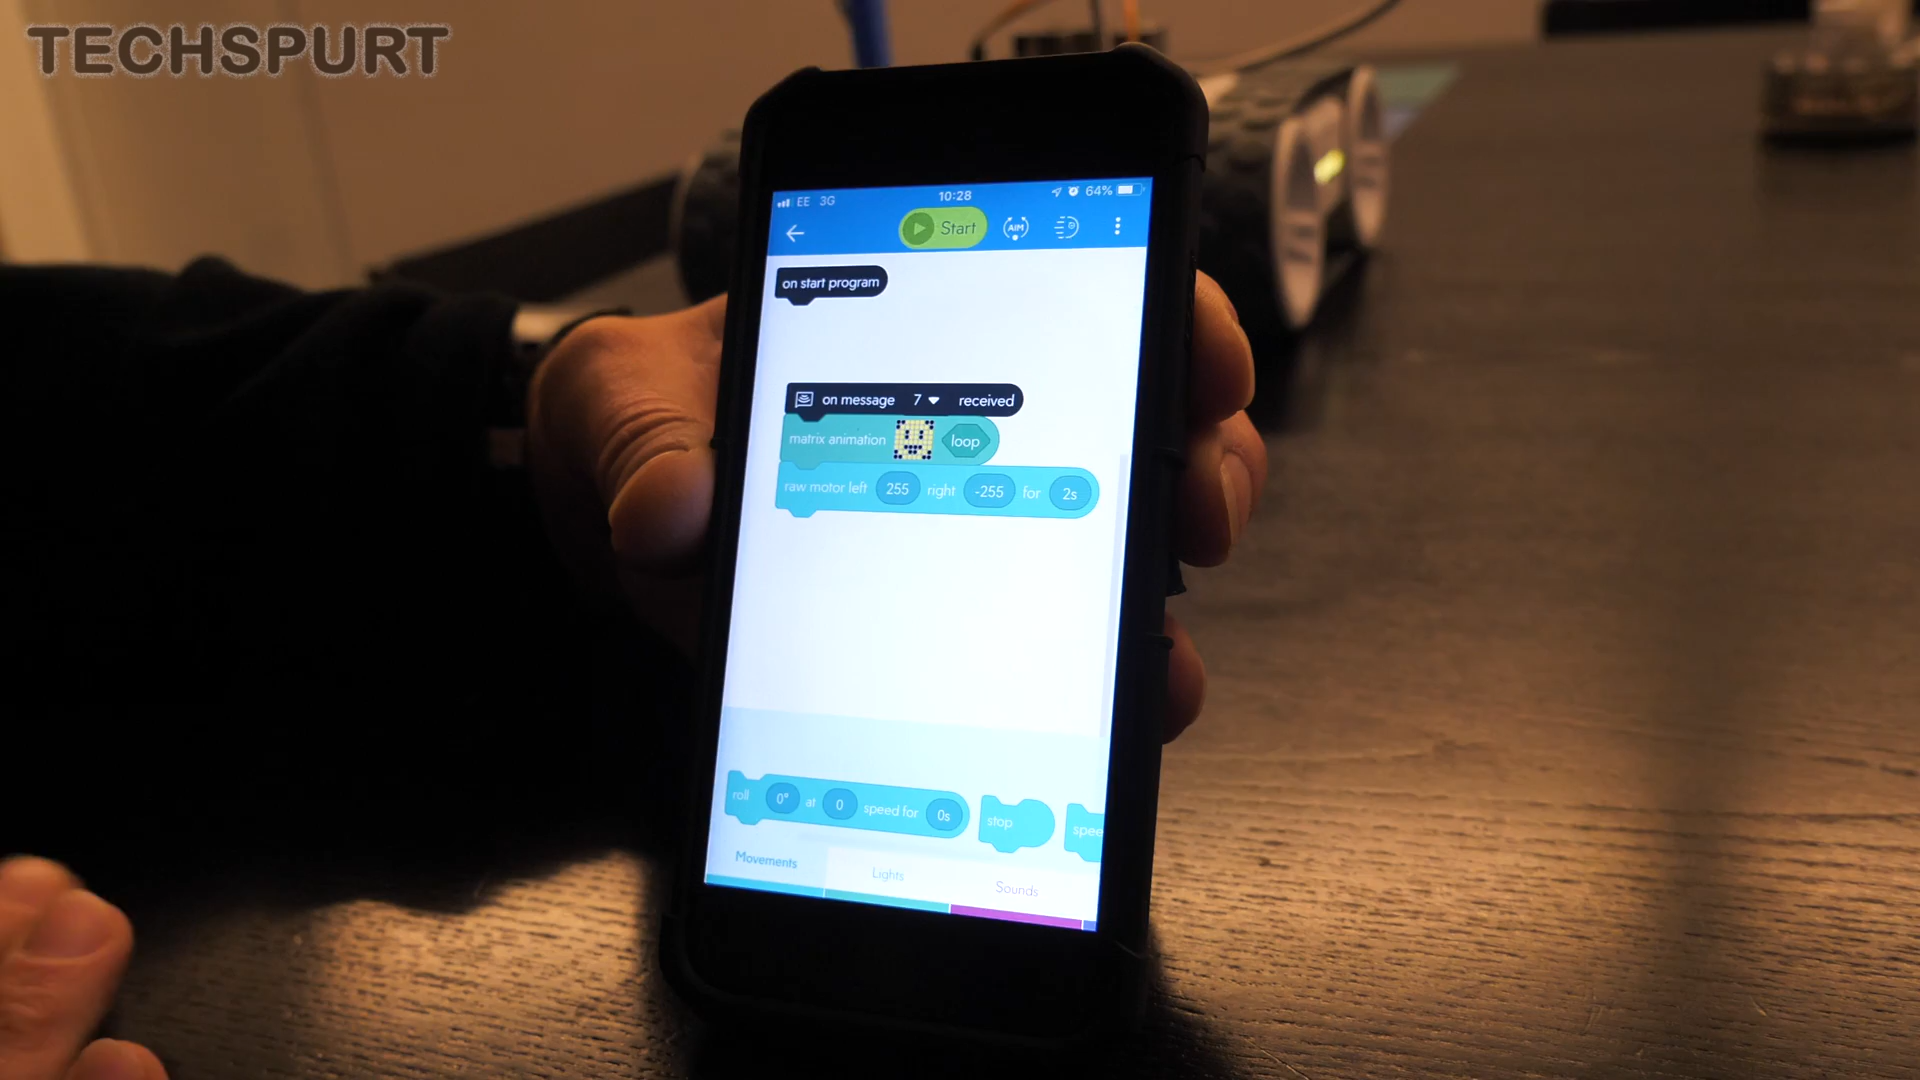 TECHSPURT
EE 3G 10:28 64%
Start AIM
on start program
on message 7 received
matrix animation loop
raw motor left 255 right -255 for 2s
roll 0° at 0 speed for 0s stop spee
Movements Lights Sounds